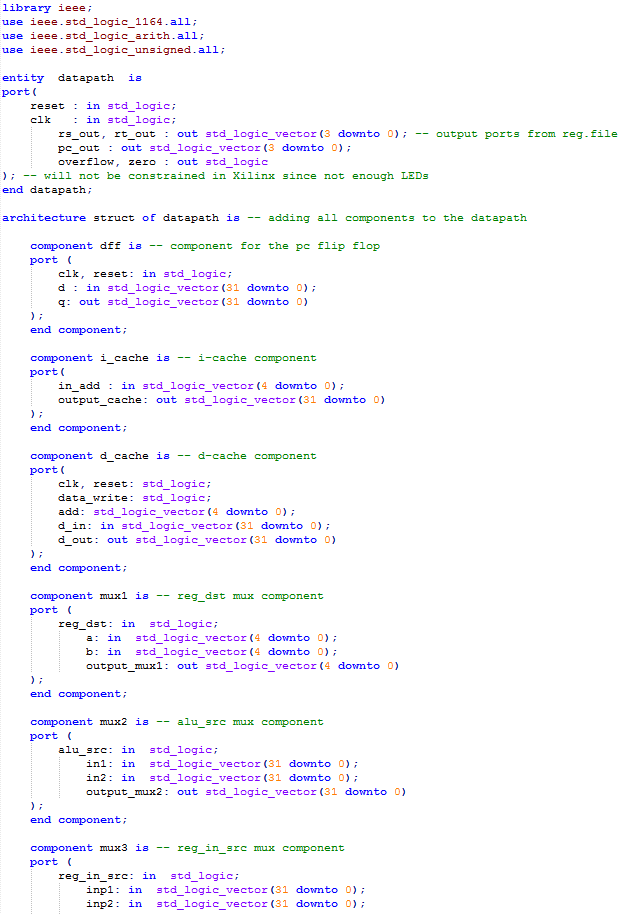 library ieee;
use ieee.std_logic_1164.all;
use ieee.std_logic_arith.all;
use ieee.std_logic_unsigned.all;

entity  datapath  is
port(
    reset : in std_logic;
    clk   : in std_logic;
        rs_out, rt_out : out std_logic_vector(3 downto 0); -- output ports from reg.file
        pc_out : out std_logic_vector(3 downto 0);
        overflow, zero : out std_logic
); -- will not be constrained in Xilinx since not enough LEDs
end datapath;

architecture struct of datapath is -- adding all components to the datapath

    component dff is -- component for the pc flip flop
    port (
        clk, reset: in std_logic;
        d : in std_logic_vector(31 downto 0);
        q: out std_logic_vector(31 downto 0)
    );
    end component;

    component i_cache is -- i-cache component
    port(
        in_add : in std_logic_vector(4 downto 0);
        output_cache: out std_logic_vector(31 downto 0)
    );
    end component;

    component d_cache is -- d-cache component
    port(
        clk, reset: std_logic;
        data_write: std_logic;
        add: std_logic_vector(4 downto 0);
        d_in: in std_logic_vector(31 downto 0);
        d_out: out std_logic_vector(31 downto 0)
    );
    end component;

    component mux1 is -- reg_dst mux component
    port (
        reg_dst: in  std_logic;
            a: in  std_logic_vector(4 downto 0);
            b: in  std_logic_vector(4 downto 0);
            output_mux1: out std_logic_vector(4 downto 0)
    );
    end component;

    component mux2 is -- alu_src mux component
    port (
        alu_src: in  std_logic;
            in1: in  std_logic_vector(31 downto 0);
            in2: in  std_logic_vector(31 downto 0);
            output_mux2: out std_logic_vector(31 downto 0)
    );
    end component;

    component mux3 is -- reg_in_src mux component
    port (
        reg_in_src: in  std_logic;
            inp1: in  std_logic_vector(31 downto 0);
            inp2: in  std_logic_vector(31 downto 0);